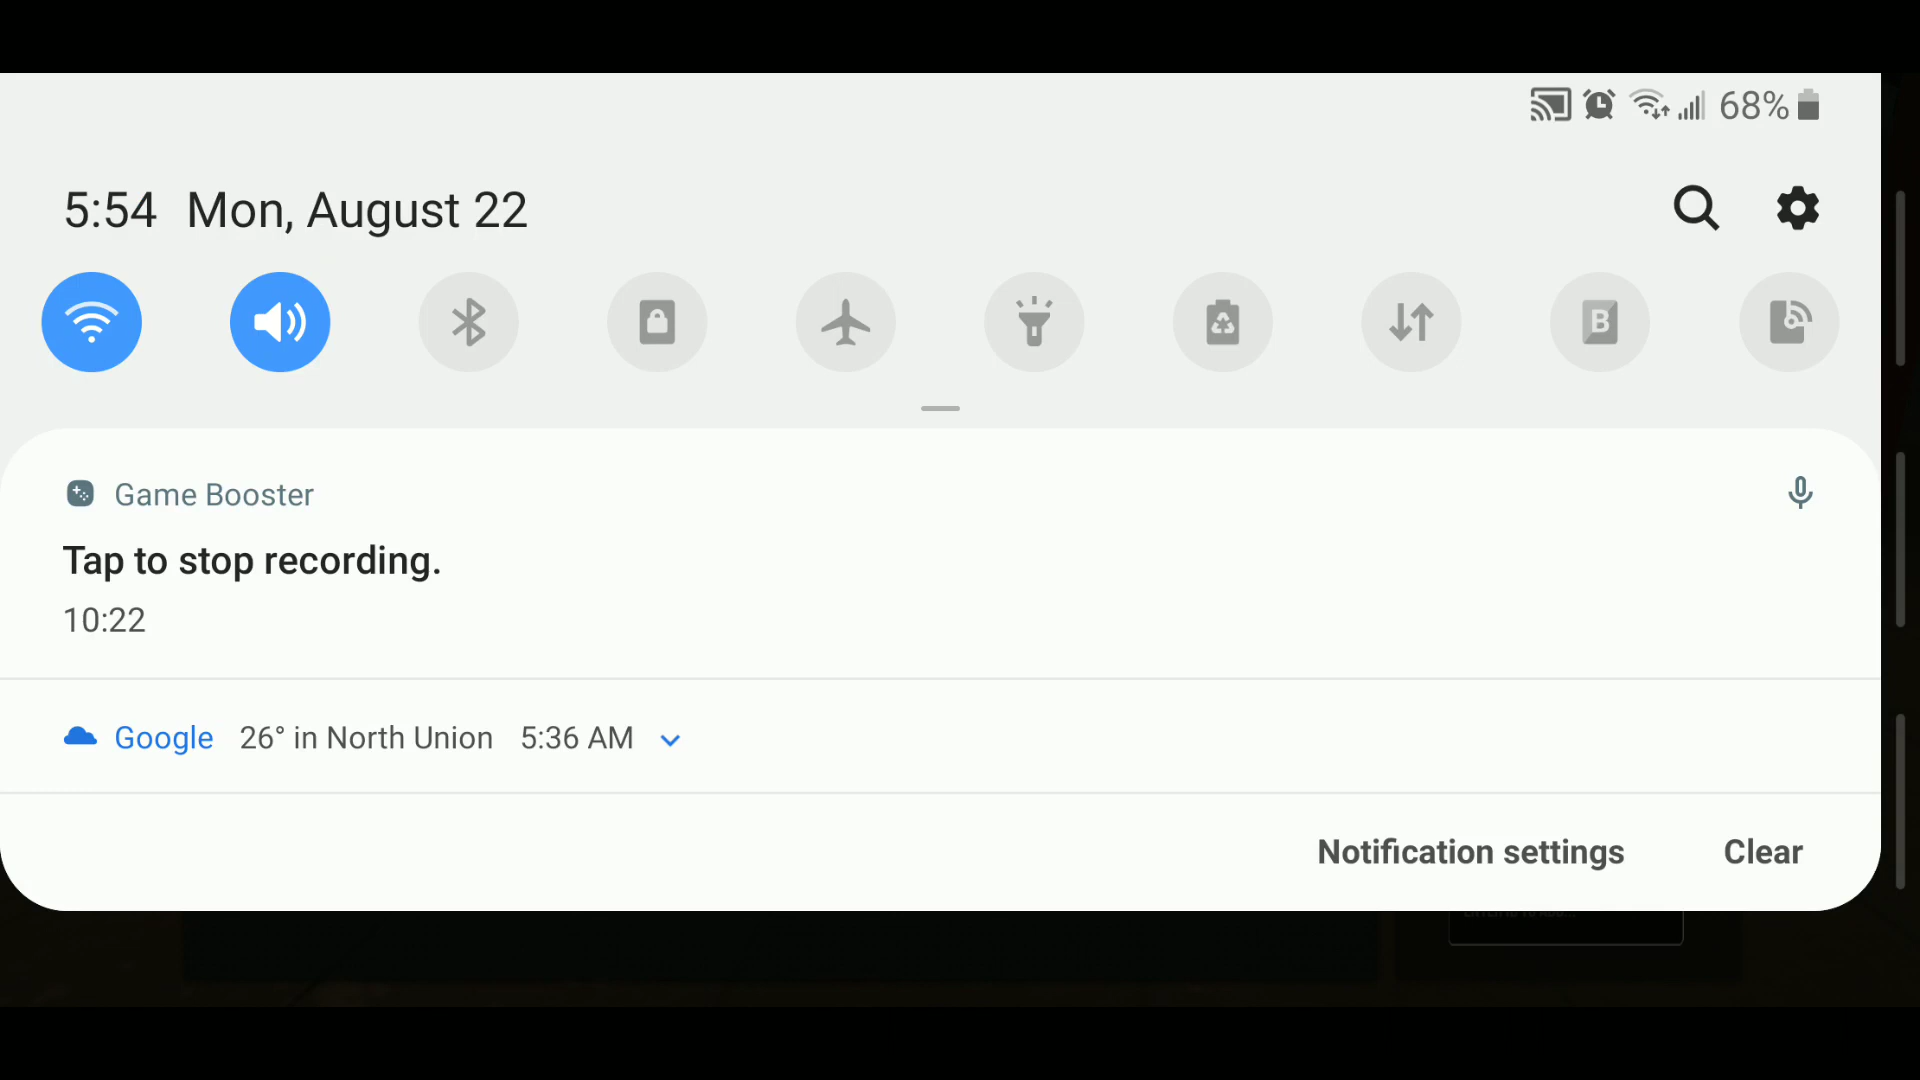 68%
5:54 Mon, August 22
B
Game Booster
Tap to stop recording.
10:22
Google 26° in North Union 5:36 AM
Notification settings Clear